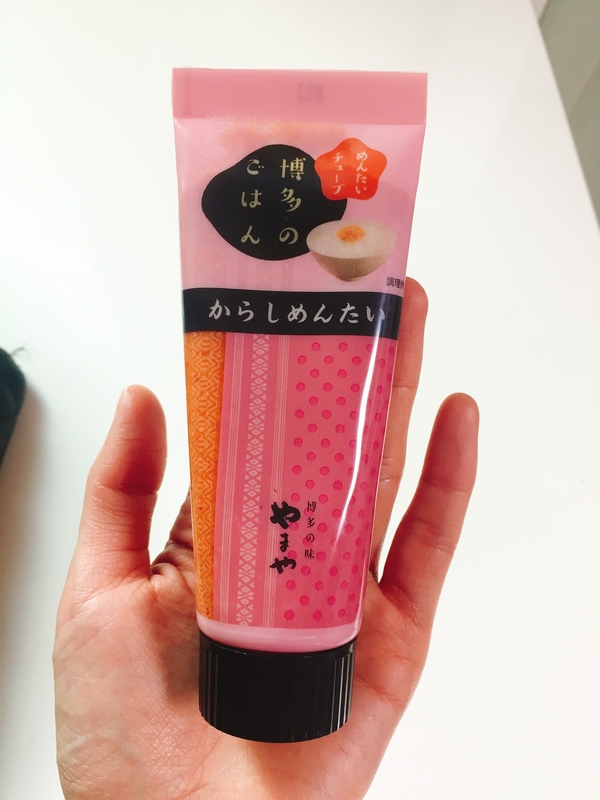 博多の
ごはん
めんたい
チューブ
調理例
からしめんたい
博多の味
やまや